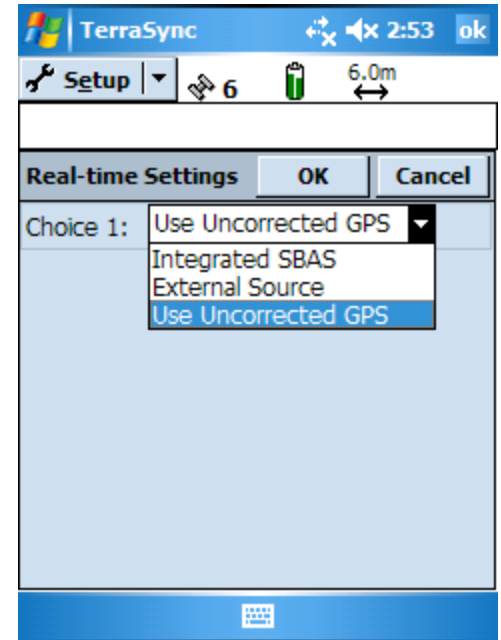 TerraSync 2:53 ok
Setup 6 6.0m
Real-time Settings OK Cancel
Choice 1: Use Uncorrected GPS
Integrated SBAS
External Source
Use Uncorrected GPS